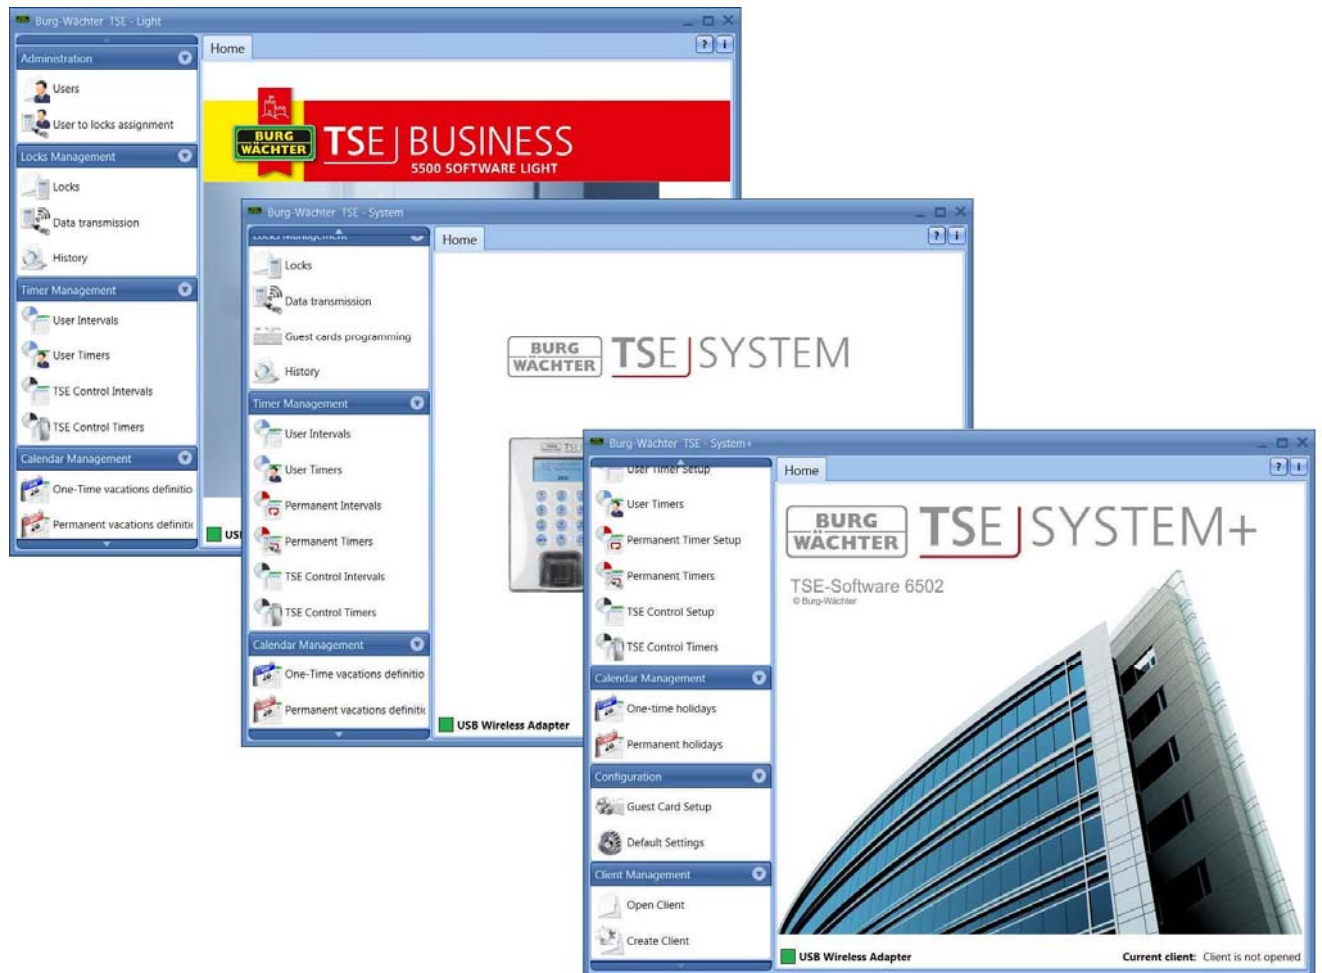 Burg-Wächter TSE - Light
Home
? i
Administration
Users
User to locks assignment
Locks Management
Locks
Data transmission
History
Timer Management
User Intervals
User Timers
TSE Control Intervals
TSE Control Timers
Calendar Management
One-Time vacations definitio
Permanent vacations definitic
BURG
WÄCHTER
TSE BUSINESS
5500 SOFTWARE LIGHT
US
Burg-Wächter TSE - System
Home
? i
Locks Management
Locks
Data transmission
Guest cards programming
History
Timer Management
User Intervals
User Timers
Permanent Intervals
Permanent Timers
TSE Control Intervals
TSE Control Timers
Calendar Management
One-Time vacations definitio
Permanent vacations definitic
BURG
WÄCHTER
TSE SYSTEM
USB Wireless Adapter
Burg-Wächter TSE - System+
Home
? i
User Timer Setup
User Timers
Permanent Timer Setup
Permanent Timers
TSE Control Setup
TSE Control Timers
Calendar Management
One-time holidays
Permanent holidays
Configuration
Guest Card Setup
Default Settings
Client Management
Open Client
Create Client
BURG
WÄCHTER
TSE SYSTEM+
TSE-Software 6502
© Burg-Wächter
USB Wireless Adapter
Current client: Client is not opened